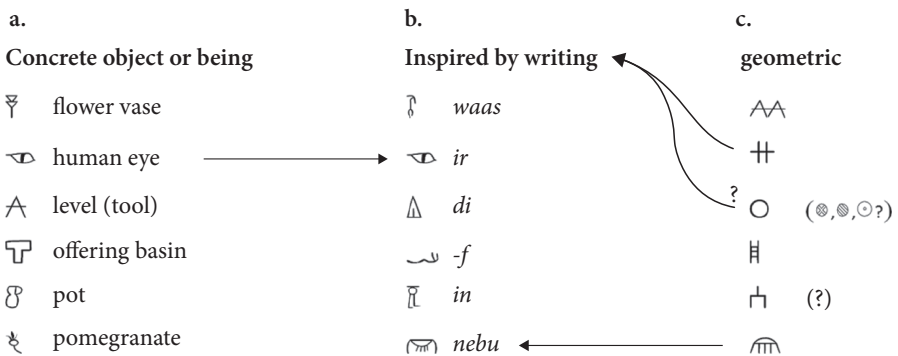 a. b. c.
Concrete object or being Inspired by writing geometric
flower vase waas
human eye ir
level (tool) di ? (, , ?)
offering basin -f
pot in (?)
pomegranate nebu